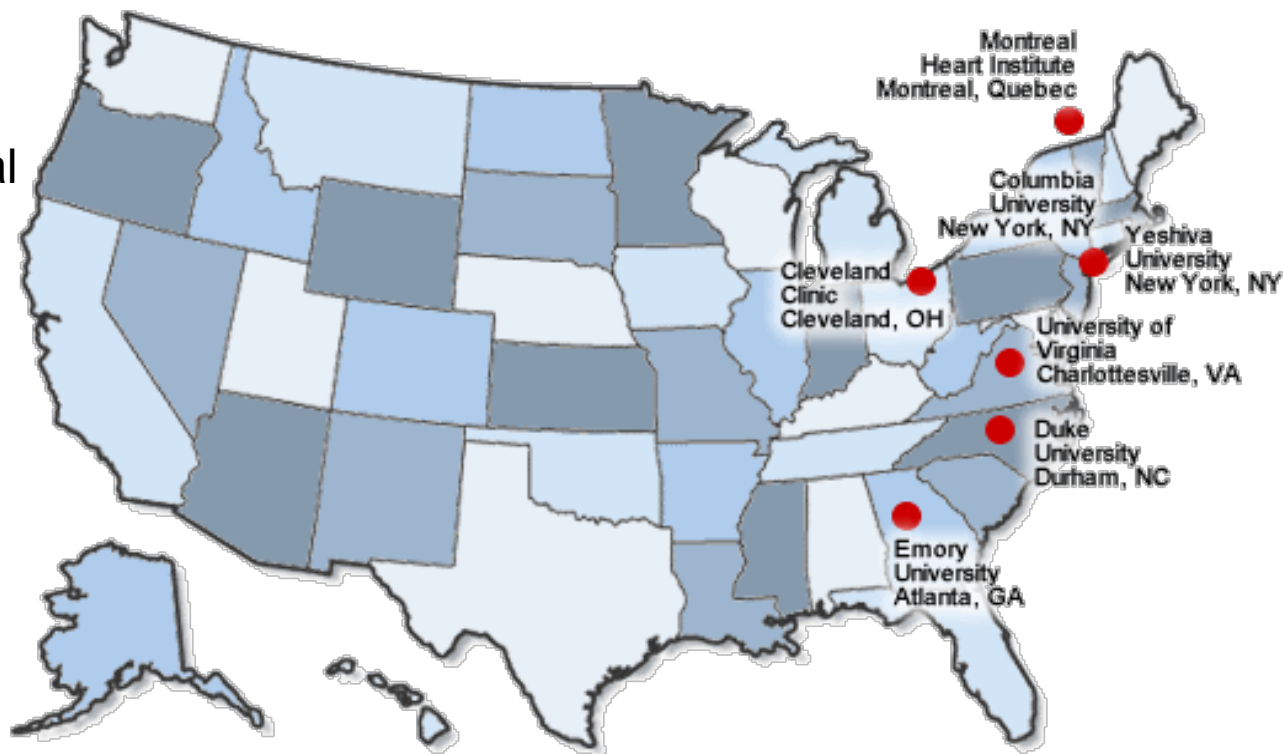 Montreal
Heart Institute
Montreal, Quebec
al
Columbia
University
New York, NY
Yeshiva
University
New York, NY
Cleveland
Clinic
Cleveland, OH
University of
Virginia
Charlottesville, VA
Duke
University
Durham, NC
Emory
University
Atlanta, GA